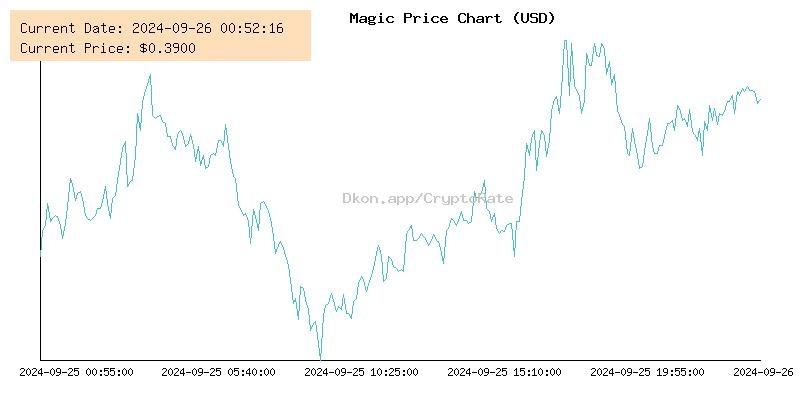 Magic Price Chart (USD)
Current Date: 2024-09-26 00:52:16
Current Price: $0.3900
Dkon.app/CryptoRate
2024-09-25 00:55:00 2024-09-25 05:40:00 2024-09-25 10:25:00 2024-09-25 15:10:00 2024-09-25 19:55:00 2024-09-26